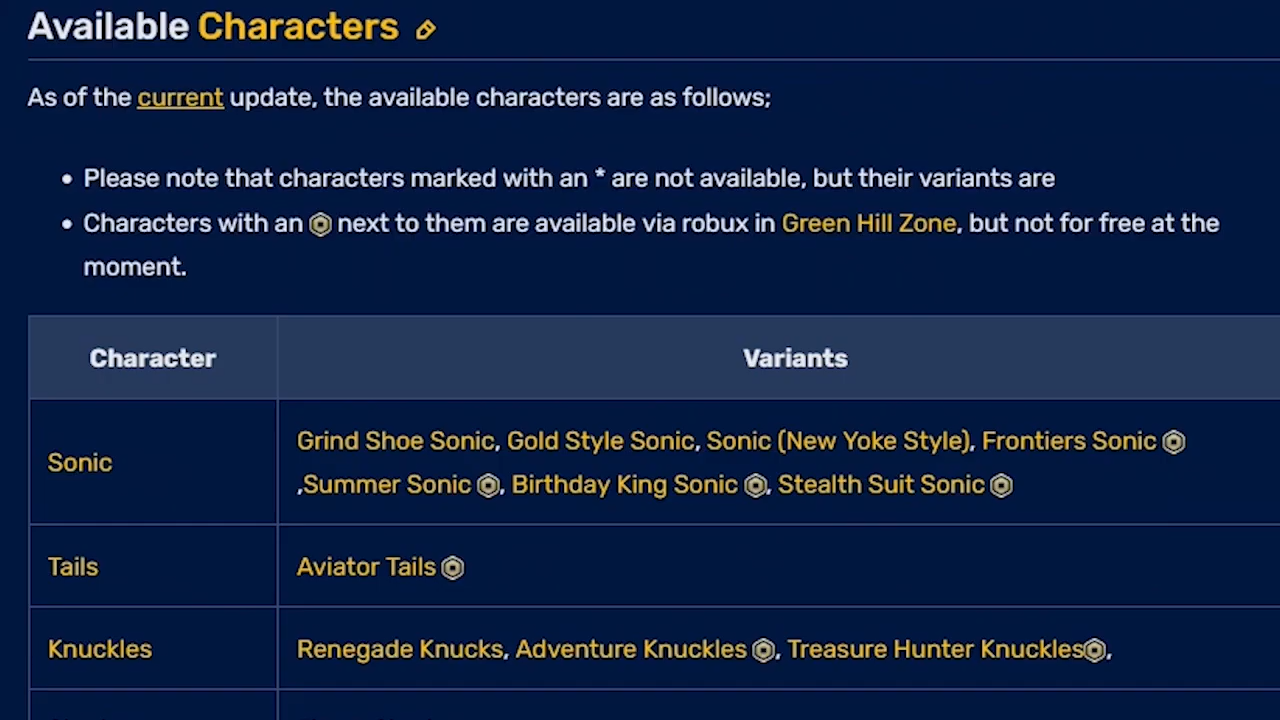 Available Characters
As of the current update, the available characters are as follows;
Please note that characters marked with an * are not available, but their variants are
Characters with an next to them are available via robux in Green Hill Zone, but not for free at the
moment.
Character
Variants
Sonic
Grind Shoe Sonic, Gold Style Sonic, Sonic (New Yoke Style), Frontiers Sonic
,Summer Sonic , Birthday King Sonic , Stealth Suit Sonic
Tails
Aviator Tails
Knuckles
Renegade Knucks, Adventure Knuckles , Treasure Hunter Knuckles ,